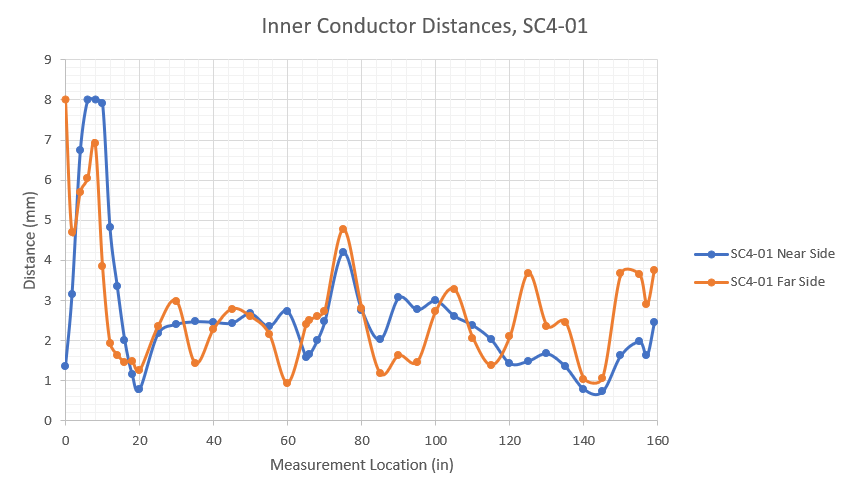 Inner Conductor Distances, SC4-01
9
8
7
6
5
4
3
2
1
0
Distance (mm)
0 20 40 60 80 100 120 140 160
Measurement Location (in)
SC4-01 Near Side
SC4-01 Far Side